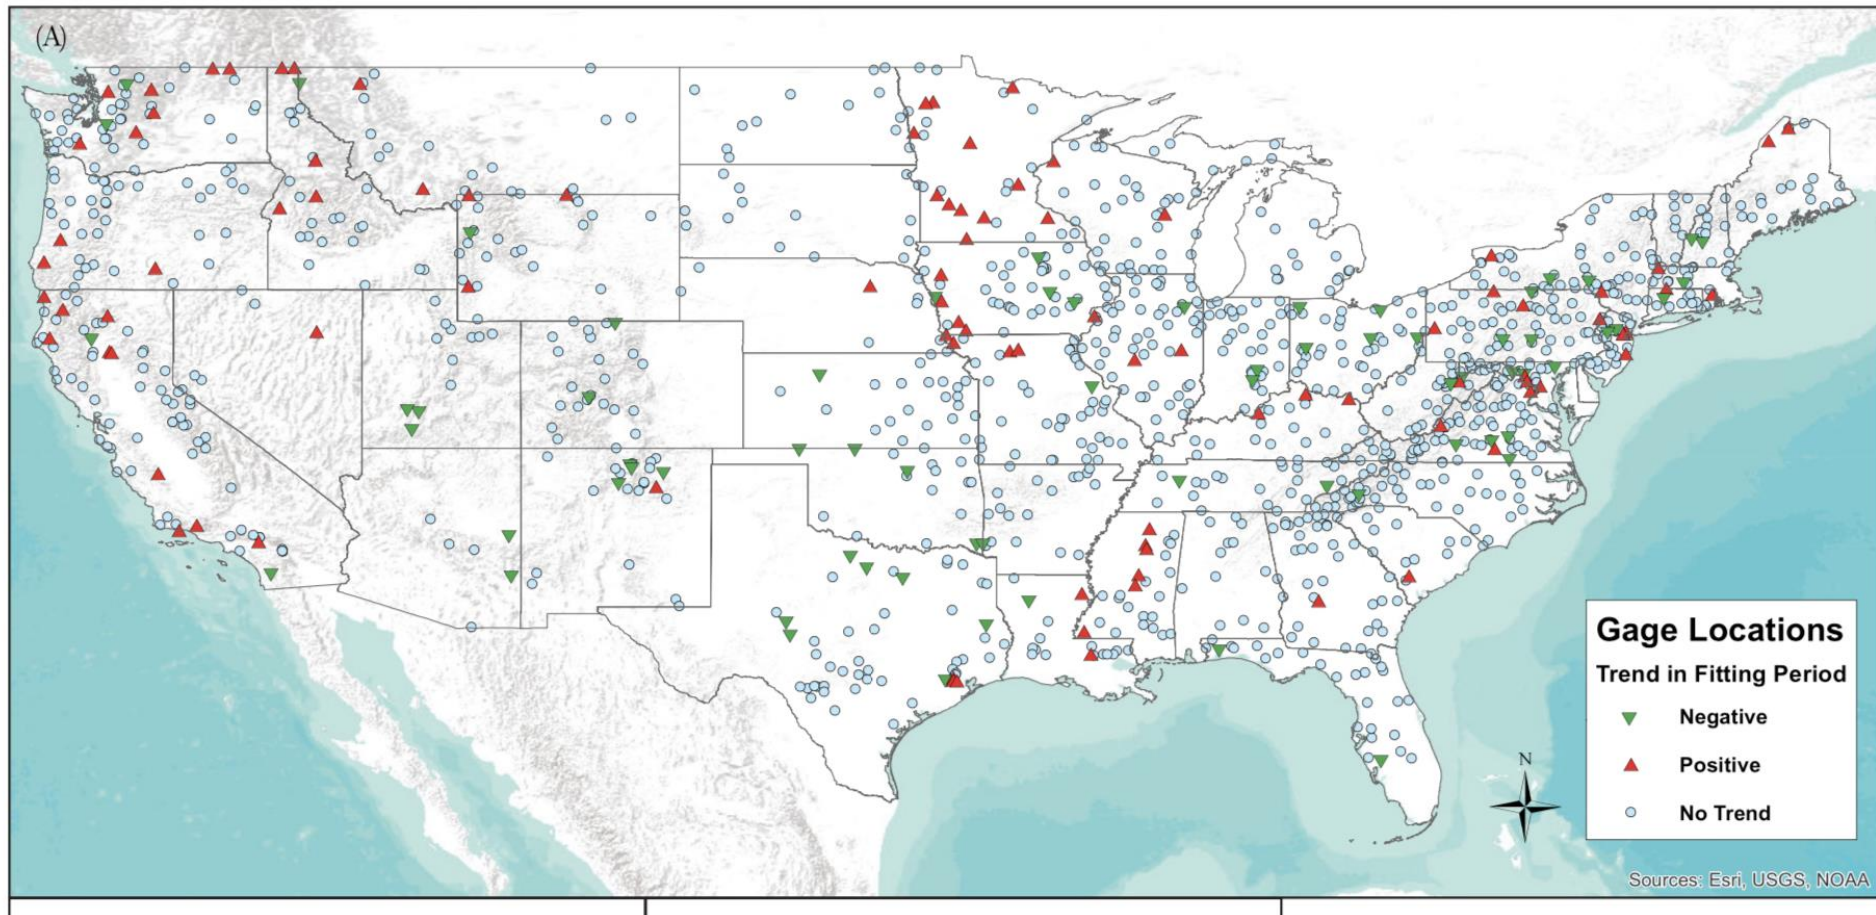 (A)
Gage Locations
Trend in Fitting Period
Negative
Positive
No Trend
N
Sources: Esri, USGS, NOAA